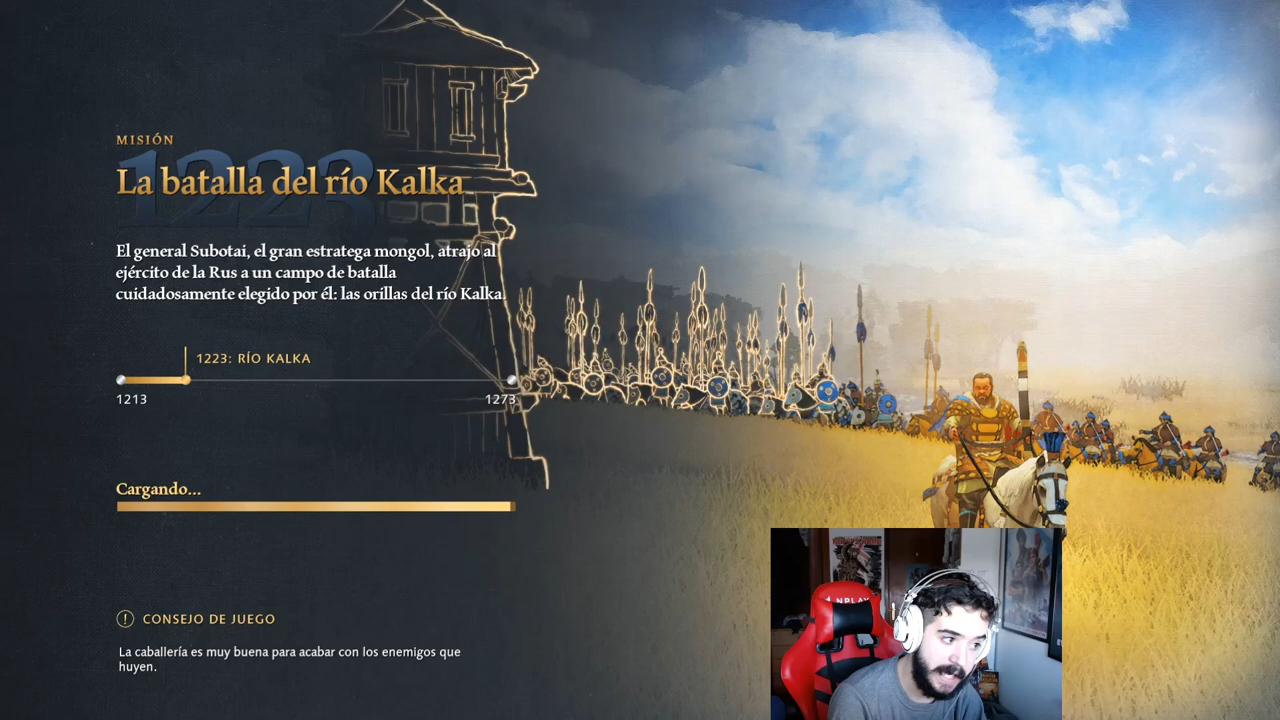 MISIÓN
1223
La batalla del río Kalka
El general Subotai, el gran estratega mongol, atrajo al
ejército de la Rus a un campo de batalla
cuidadosamente elegido por él: las orillas del río Kalka.
1223: RÍO KALKA
1213
1273
Cargando...
CONSEJO DE JUEGO
La caballería es muy buena para acabar con los enemigos que
huyen.
NPLAY